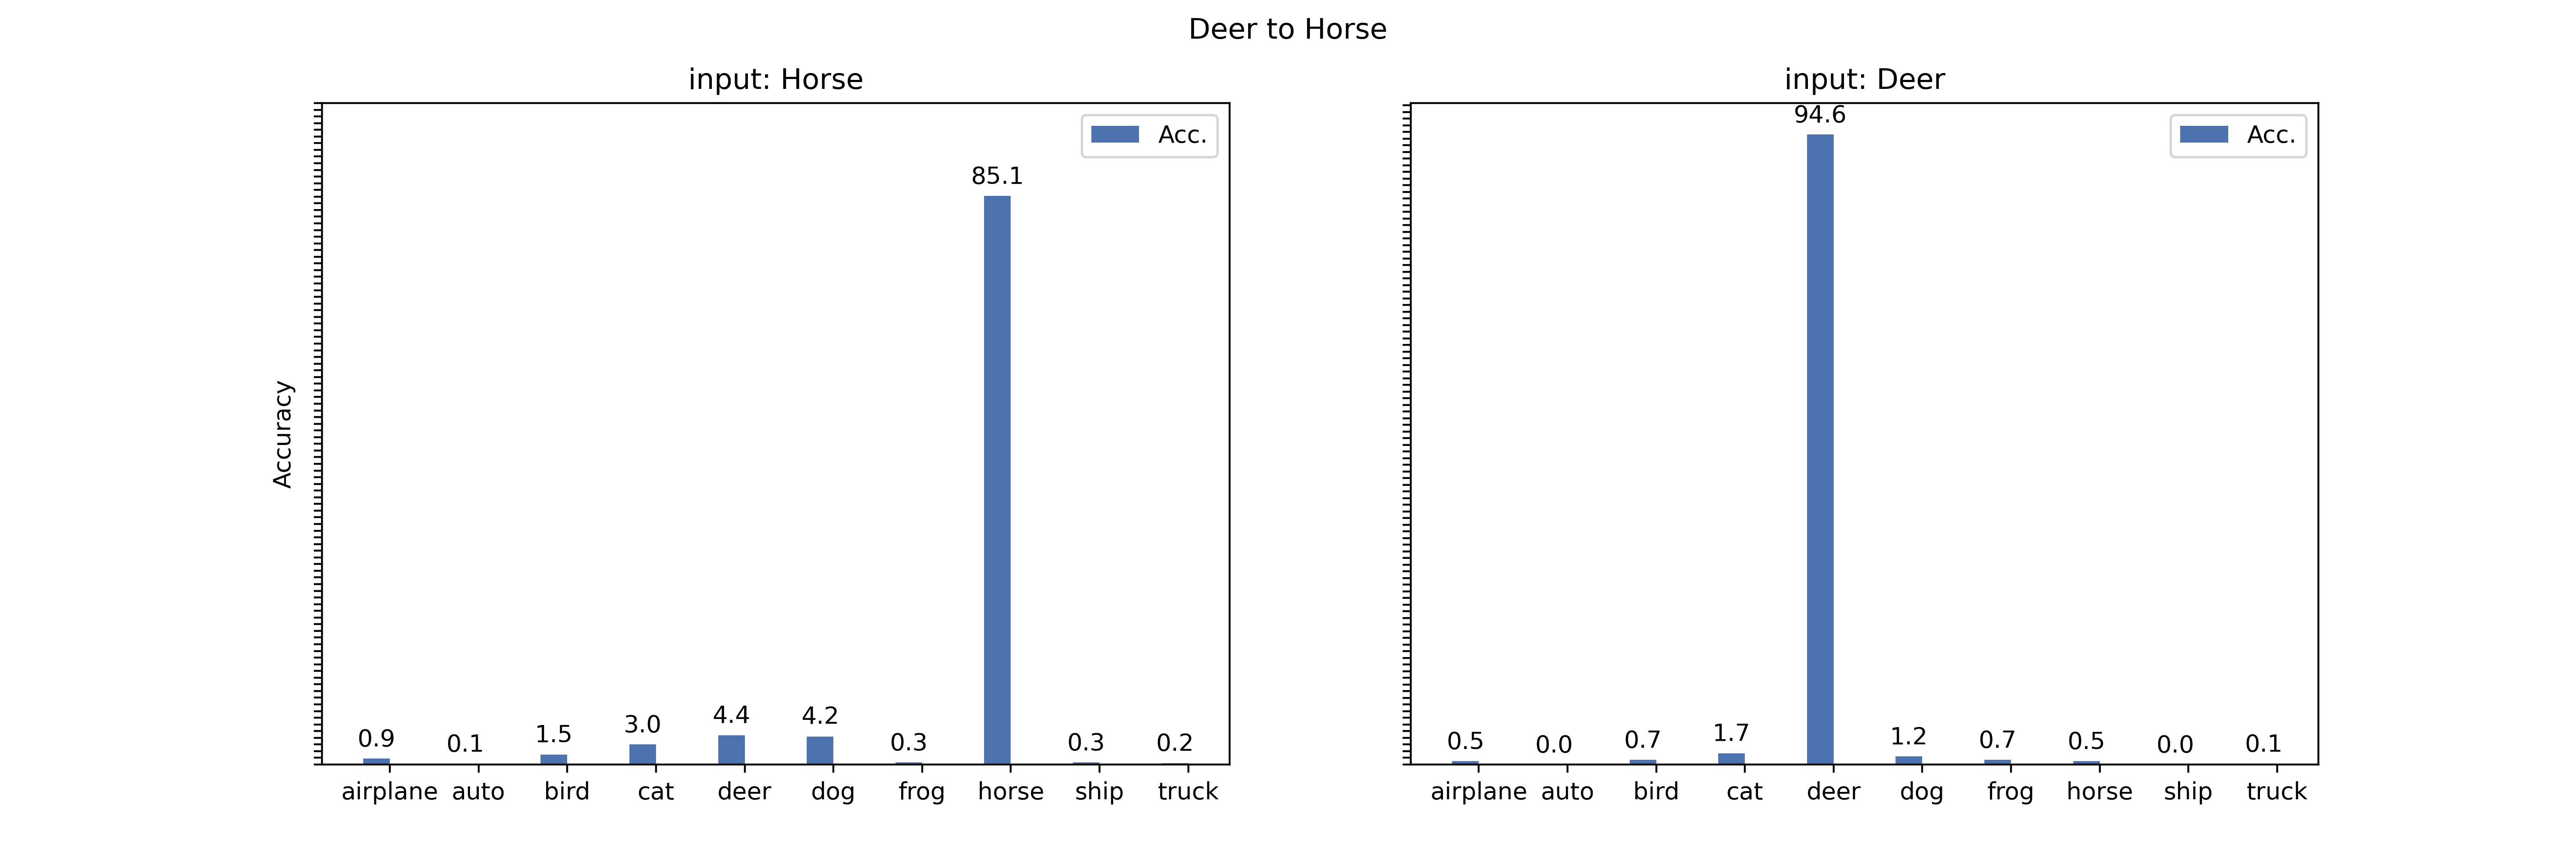 Deer to Horse
input: Horse
Acc.
85.1
0.9 0.1 1.5 3.0 4.4 4.2 0.3 0.3 0.2
Accuracy
airplane auto bird cat deer dog frog horse ship truck
input: Deer
94.6
Acc.
0.5 0.0 0.7 1.7 1.2 0.7 0.5 0.0 0.1
airplane auto bird cat deer dog frog horse ship truck